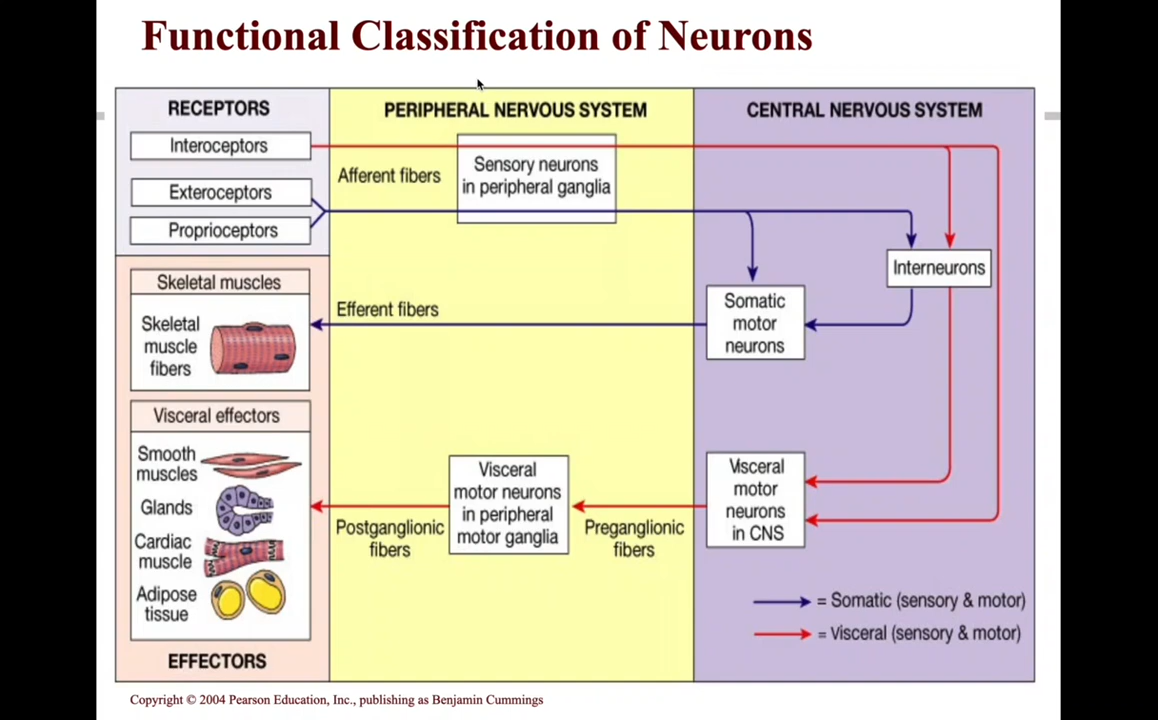 Functional Classification of Neurons
RECEPTORS
Interoceptors
Exteroceptors
Proprioceptors
PERIPHERAL NERVOUS SYSTEM
Afferent fibers
Sensory neurons
in peripheral ganglia
CENTRAL NERVOUS SYSTEM
Interneurons
Somatic
motor
neurons
Efferent fibers
Skeletal muscles
Skeletal
muscle
fibers
Visceral effectors
Smooth
muscles
Glands
Cardiac
muscle
Adipose
tissue
EFFECTORS
Postganglionic
fibers
Visceral
motor neurons
in peripheral
motor ganglia
Preganglionic
fibers
Visceral
motor
neurons
in CNS
= Somatic (sensory & motor)
= Visceral (sensory & motor)
Copyright © 2004 Pearson Education, Inc., publishing as Benjamin Cummings